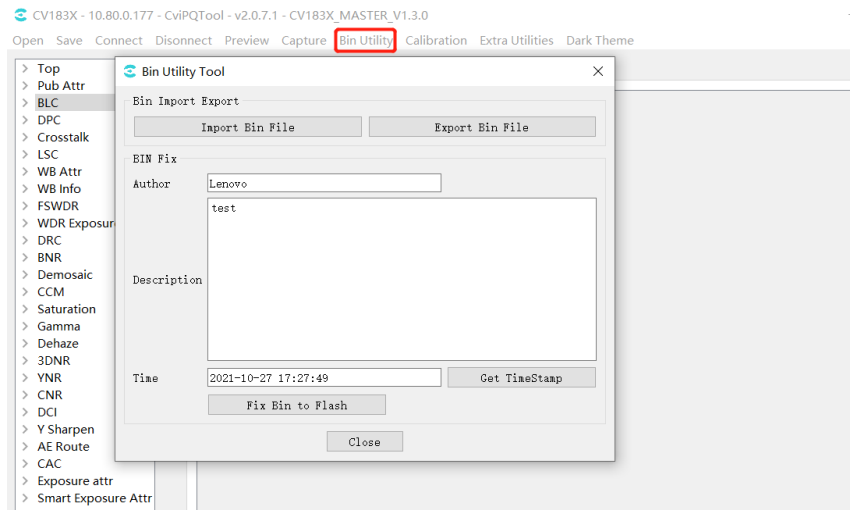 CV183X - 10.80.0.177 - CviPQTool - v2.0.7.1 - CV183X_MASTER_V1.3.0
Open Save Connect Disconnect Preview Capture Bin Utility Calibration Extra Utilities Dark Theme
Top
Pub Attr
BLC
DPC
Crosstalk
LSC
WB Attr
WB Info
FSWDR
WDR Exposur
DRC
BNR
Demosaic
CCM
Saturation
Gamma
Dehaze
3DNR
YNR
CNR
DCI
Y Sharpen
AE Route
CAC
Exposure attr
Smart Exposure Attr
Bin Utility Tool
Bin Import Export
Import Bin File Export Bin File
BIN Fix
Author Lenovo
test
Description
Time 2021-10-27 17:27:49 Get TimeStamp
Fix Bin to Flash
Close